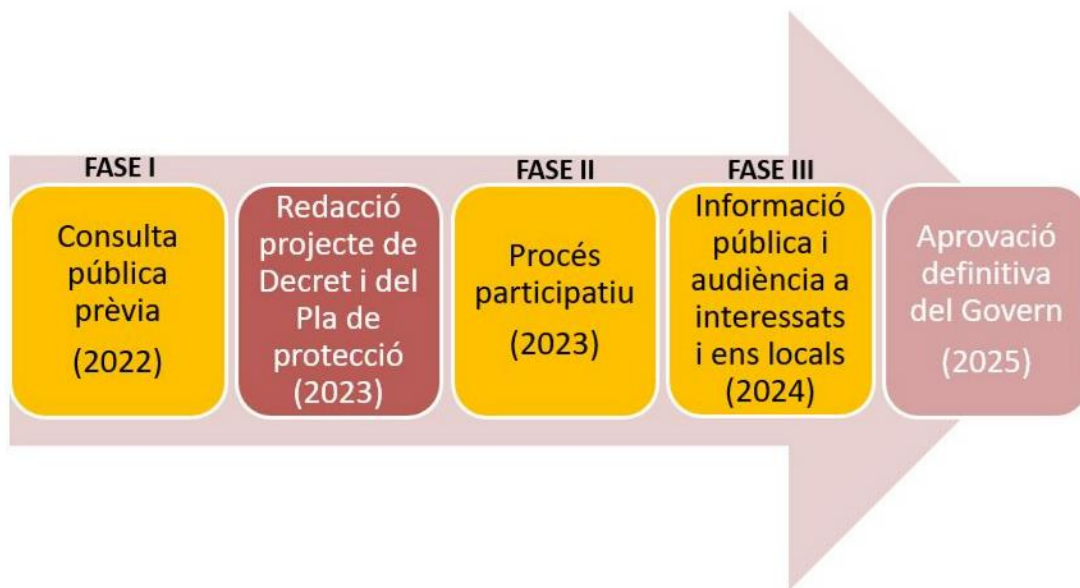 FASE I
Consulta
pública
prèvia
(2022)
Redacció
projecte de
Decret i del
Pla de
protecció
(2023)
FASE II
Procés
participatiu
(2023)
FASE III
Informació
pública i
audiència a
interessats
i ens locals
(2024)
Aprovació
definitiva
del Govern
(2025)